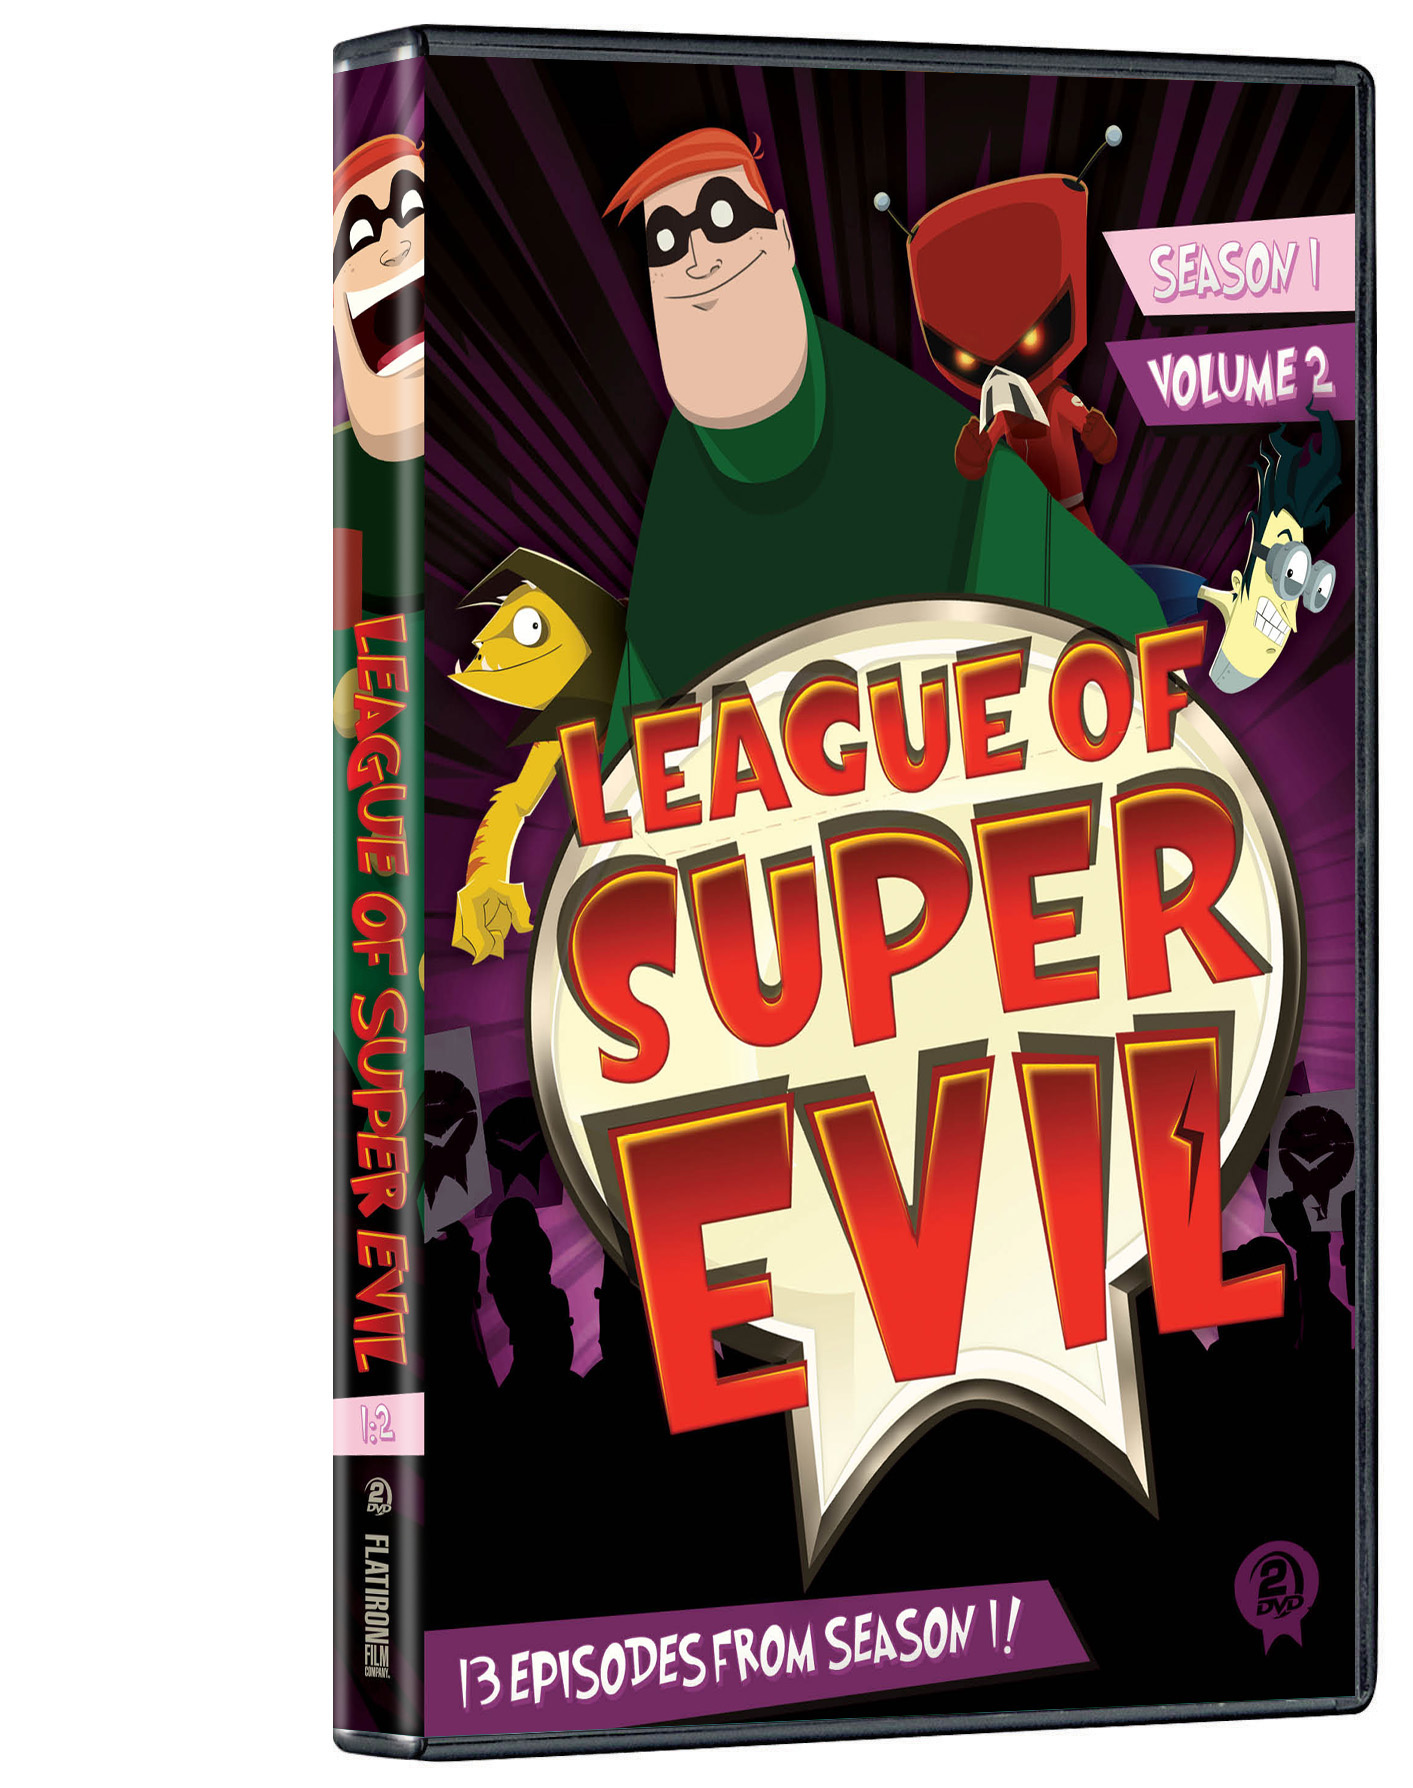 LEAGUE OF SUPER EVIL
1:2
2
DVD
FLATIRON
FILM
COMPANY.
SEASON 1
VOLUME 2
LEAGUE OF
SUPER
EVIL
2
DVD
13 EPISODES FROM SEASON 1!